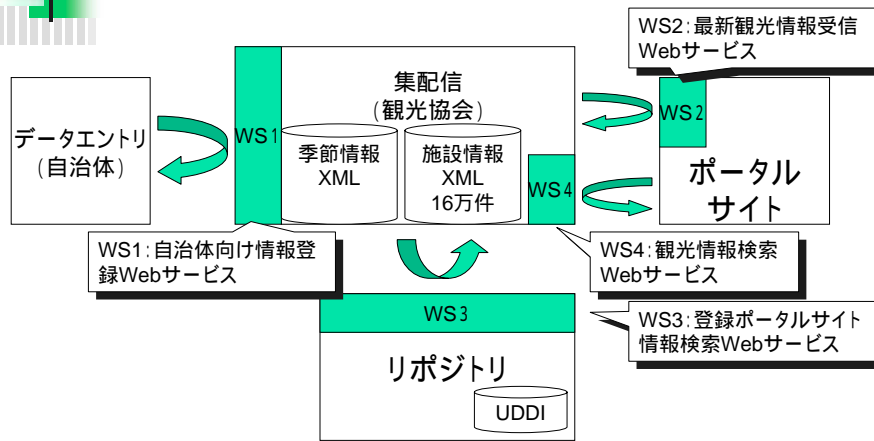 WS2:最新観光情報受信
Webサービス
集配信
(観光協会)
データエントリ
(自治体)
WS1
季節情報
XML
施設情報
XML
16万件
WS4
WS2
ポータル
サイト
WS1:自治体向け情報登
録Webサービス
WS4:観光情報検索
Webサービス
WS3
WS3:登録ポータルサイト
情報検索Webサービス
リポジトリ
UDDI